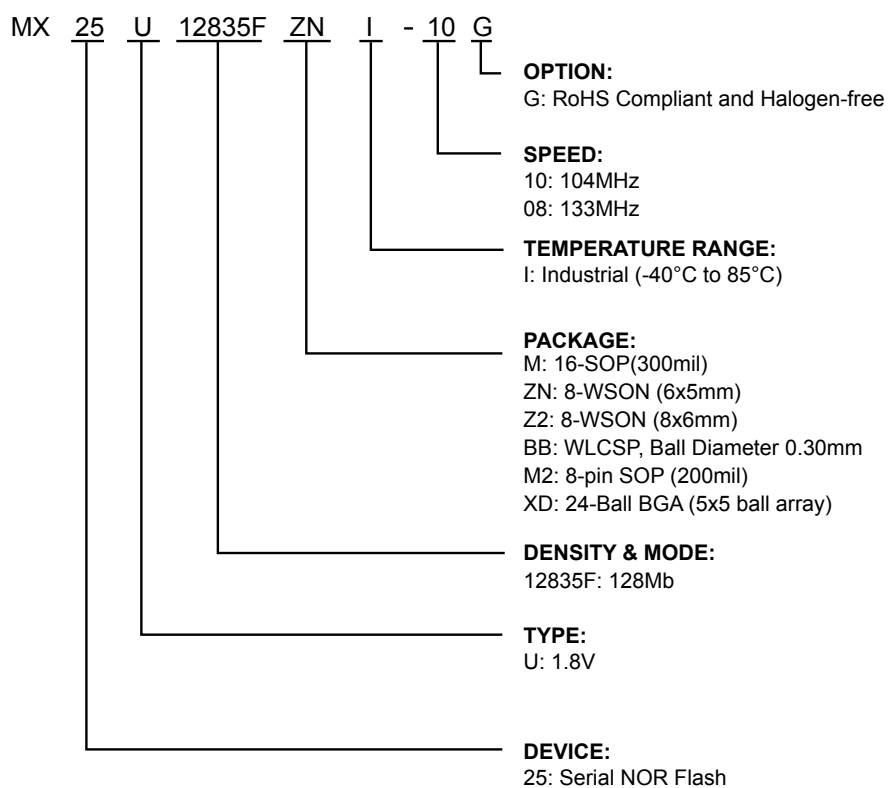 MX 25 U 12835F ZN I - 10 G
OPTION:
G: RoHS Compliant and Halogen-free
SPEED:
10: 104MHz
08: 133MHz
TEMPERATURE RANGE:
I: Industrial (-40°C to 85°C)
PACKAGE:
M: 16-SOP(300mil)
ZN: 8-WSON (6x5mm)
Z2: 8-WSON (8x6mm)
BB: WLCSP, Ball Diameter 0.30mm
M2: 8-pin SOP (200mil)
XD: 24-Ball BGA (5x5 ball array)
DENSITY & MODE:
12835F: 128Mb
TYPE:
U: 1.8V
DEVICE:
25: Serial NOR Flash